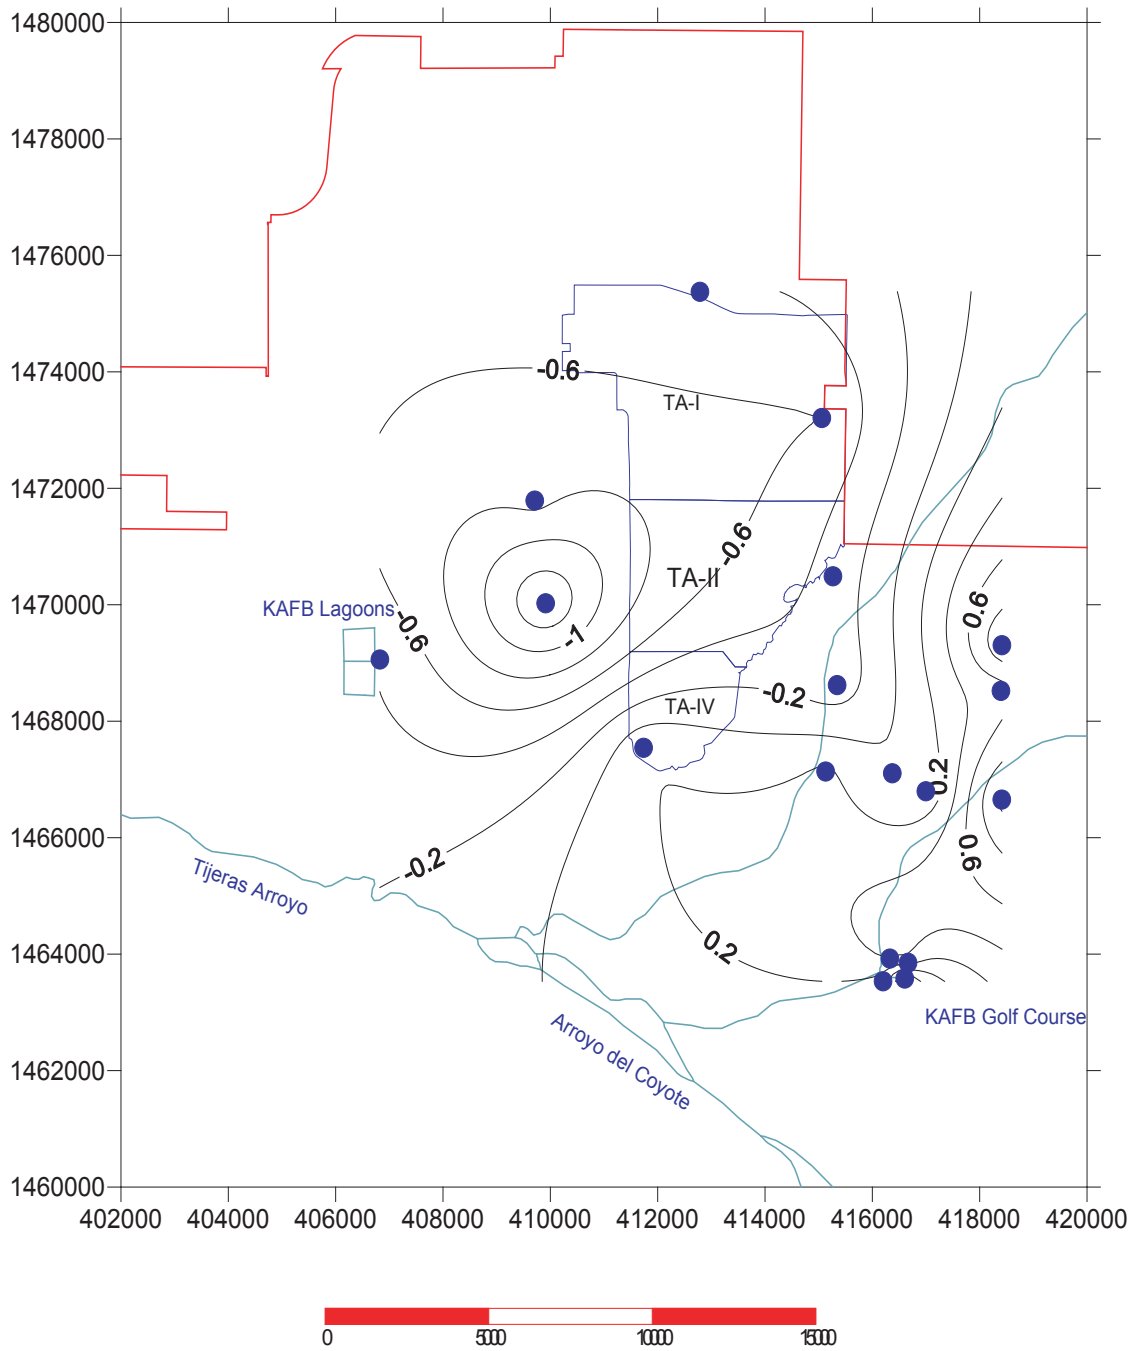 1480000
1478000
1476000
1474000
-0.6
TA-I
1472000
-0.6
TA-II
1470000
KAFB Lagoons
-0.6
-1
0.6
1468000
-0.2
TA-IV
0.2
1466000
-0.2
0.6
Tijeras Arroyo
1464000
0.2
KAFB Golf Course
Arroyo del Coyote
1462000
1460000
402000 404000 406000 408000 410000 412000 414000 416000 418000 420000
0 5000 10000 15000